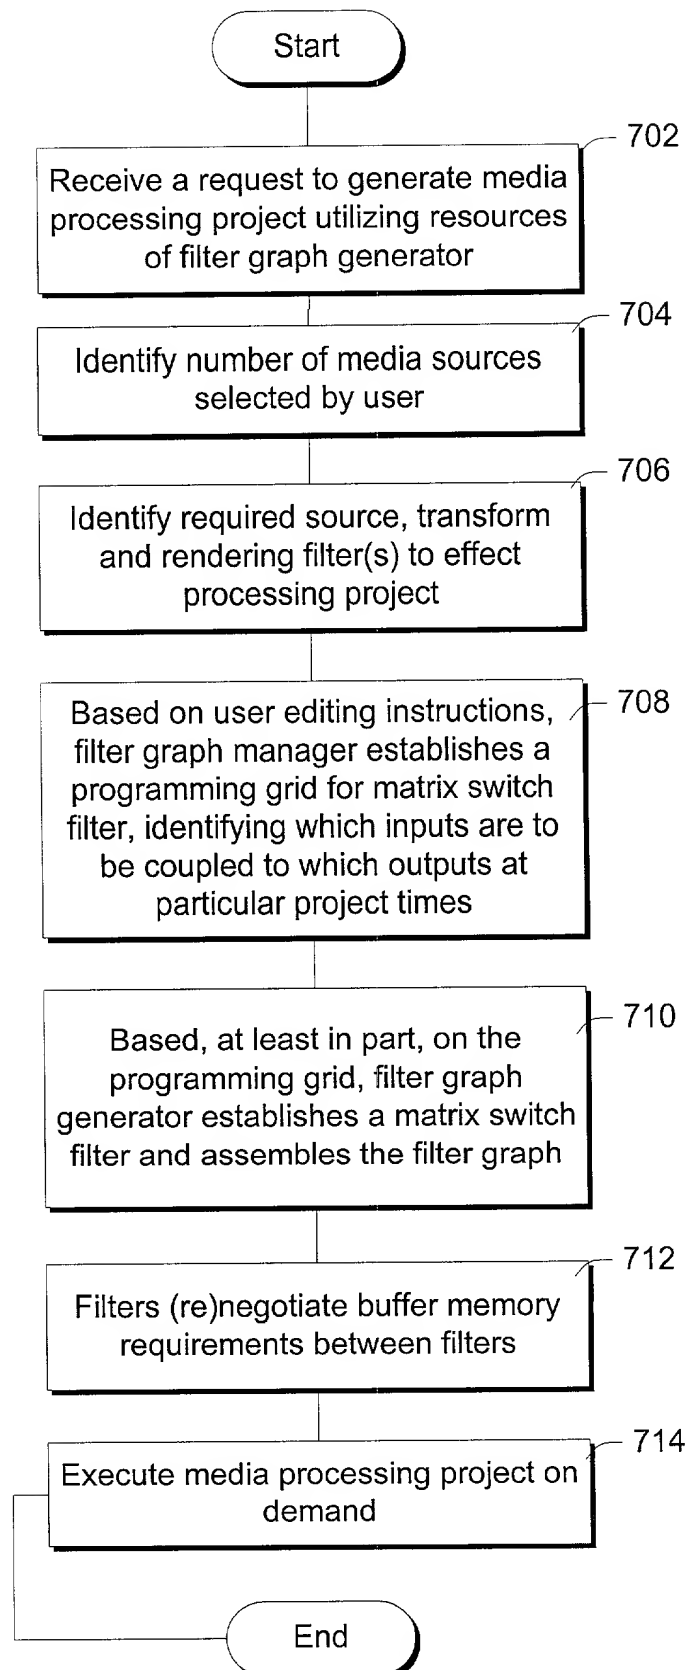 Start
702
Receive a request to generate media
processing project utilizing resources
of filter graph generator
704
Identify number of media sources
selected by user
706
Identify required source, transform
and rendering filter(s) to effect
processing project
708
Based on user editing instructions,
filter graph manager establishes a
programming grid for matrix switch
filter, identifying which inputs are to
be coupled to which outputs at
particular project times
710
Based, at least in part, on the
programming grid, filter graph
generator establishes a matrix switch
filter and assembles the filter graph
712
Filters (re)negotiate buffer memory
requirements between filters
714
Execute media processing project on
demand
End